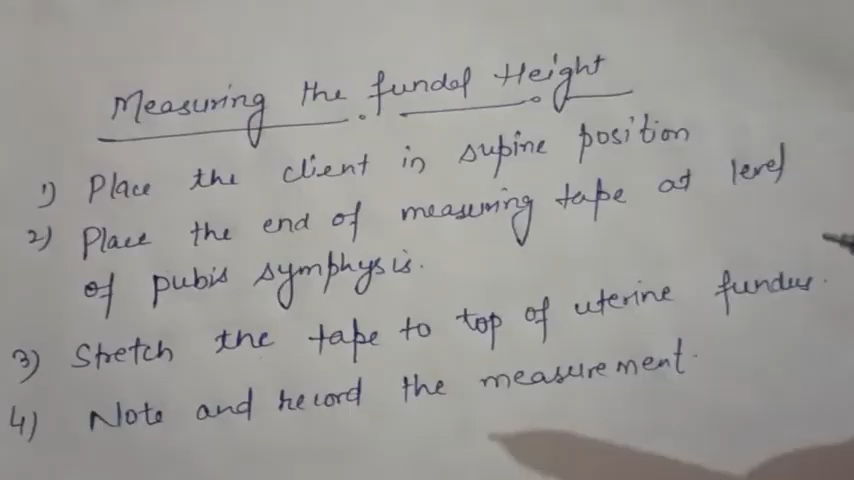 Measuring the fundal Height
1) Place the client in supine position
2) Place the end of measuring tape at level
of pubis symphysis.
3) Stretch the tape to top of uterine fundus.
4) Note and record the measurement.